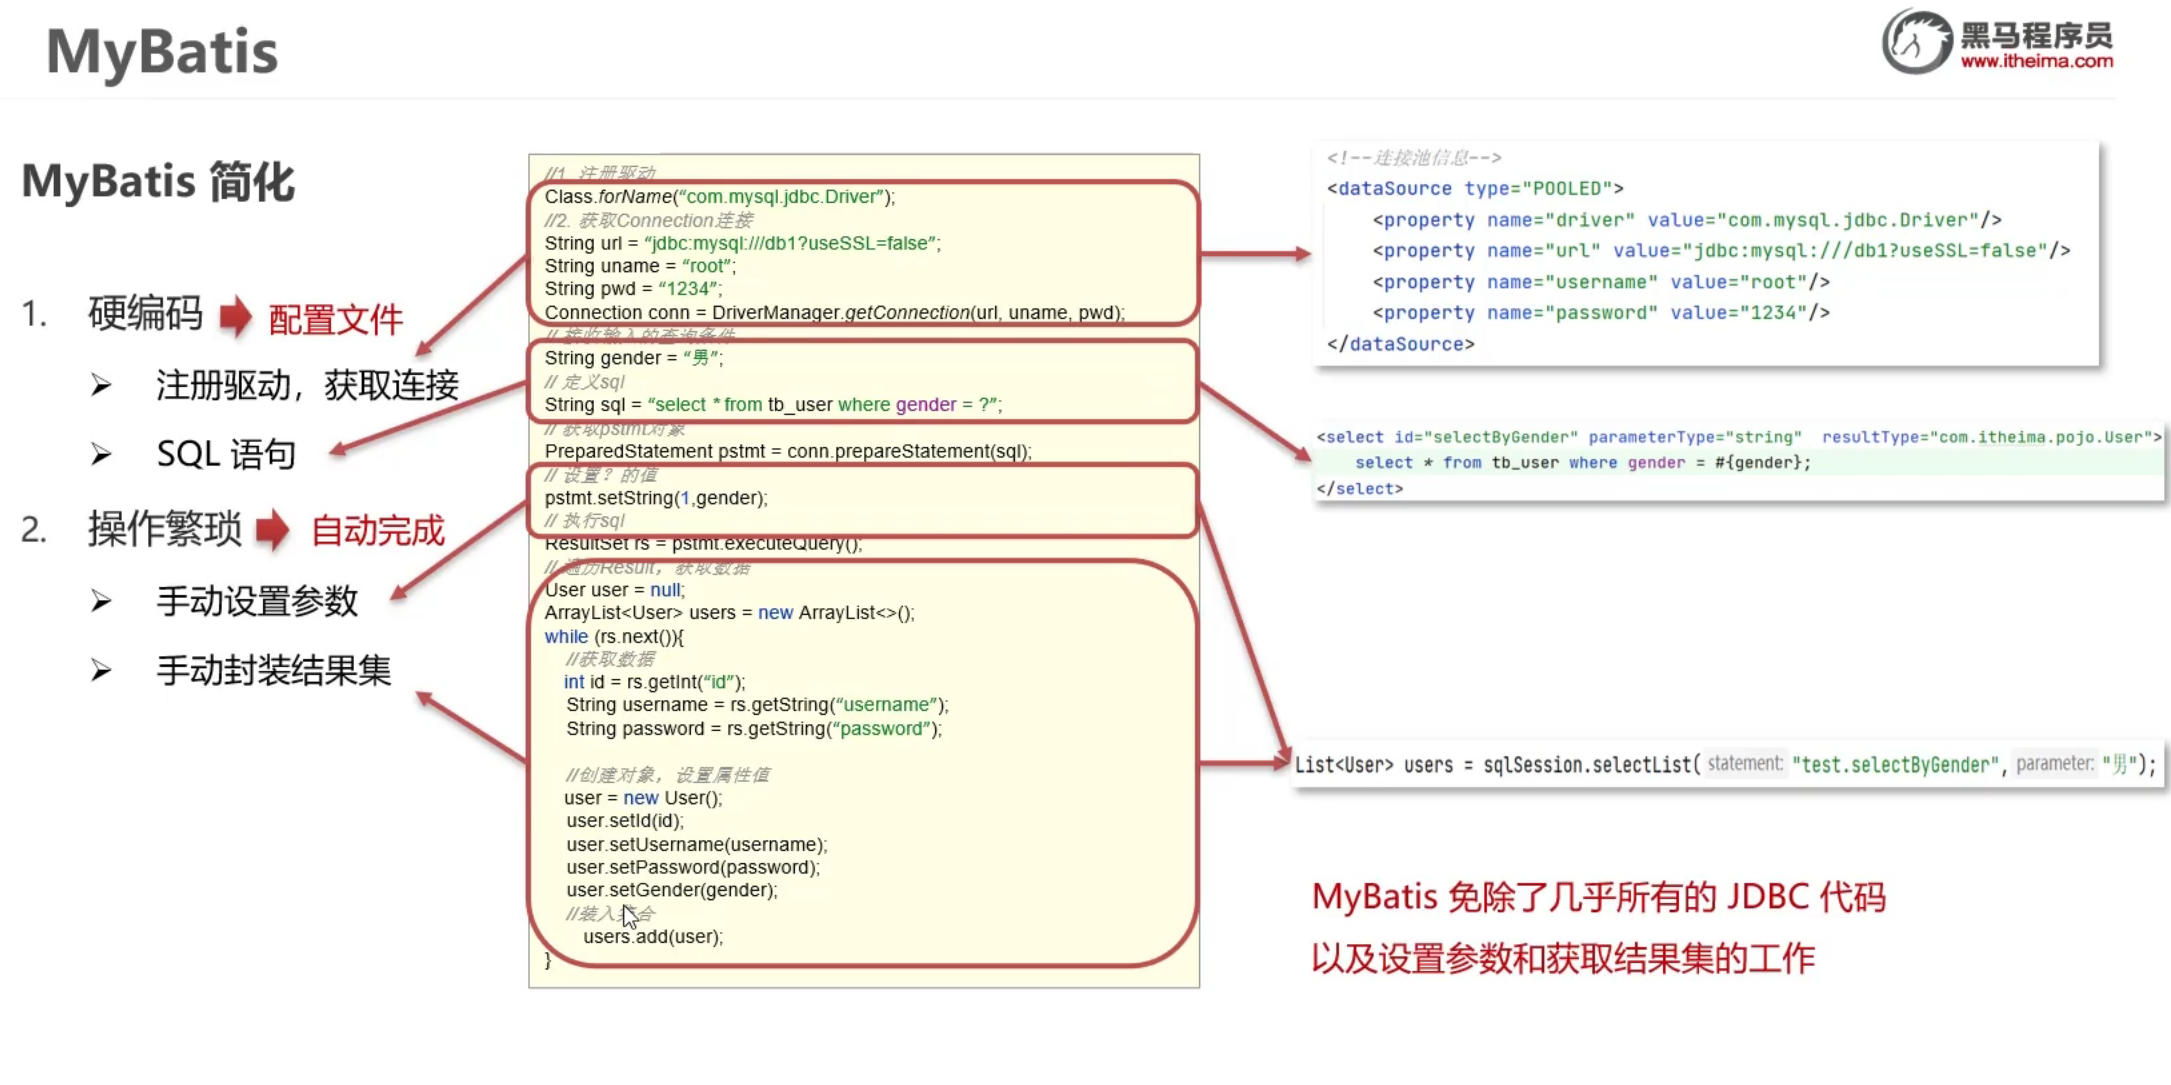 MyBatis
黑马程序员
www.itheima.com
MyBatis 简化
1. 硬编码 配置文件
注册驱动，获取连接
SQL 语句
2. 操作繁琐 自动完成
手动设置参数
手动封装结果集
//1. 注册驱动
Class.forName(“com.mysql.jdbc.Driver”);
//2. 获取Connection连接
String url = “jdbc:mysql:///db1?useSSL=false”;
String uname = “root”;
String pwd = “1234”;
Connection conn = DriverManager.getConnection(url, uname, pwd);
// 接收输入的查询条件
String gender = “男”;
// 定义sql
String sql = “select * from tb_user where gender = ?”;
// 获取pstmt对象
PreparedStatement pstmt = conn.prepareStatement(sql);
// 设置？的值
pstmt.setString(1,gender);
// 执行sql
ResultSet rs = pstmt.executeQuery();
// 遍历Result，获取数据
User user = null;
ArrayList<User> users = new ArrayList<>();
while (rs.next()){
//获取数据
int id = rs.getInt(“id”);
String username = rs.getString(“username”);
String password = rs.getString(“password”);
//创建对象，设置属性值
user = new User();
user.setId(id);
user.setUsername(username);
user.setPassword(password);
user.setGender(gender);
//装入集合
users.add(user);
}
<!--连接池信息-->
<dataSource type="POOLED">
<property name="driver" value="com.mysql.jdbc.Driver"/>
<property name="url" value="jdbc:mysql:///db1?useSSL=false"/>
<property name="username" value="root"/>
<property name="password" value="1234"/>
</dataSource>
<select id="selectByGender" parameterType="string" resultType="com.itheima.pojo.User">
select * from tb_user where gender = #{gender};
</select>
List<User> users = sqlSession.selectList( statement: "test.selectByGender", parameter: "男");
MyBatis 免除了几乎所有的 JDBC 代码
以及设置参数和获取结果集的工作